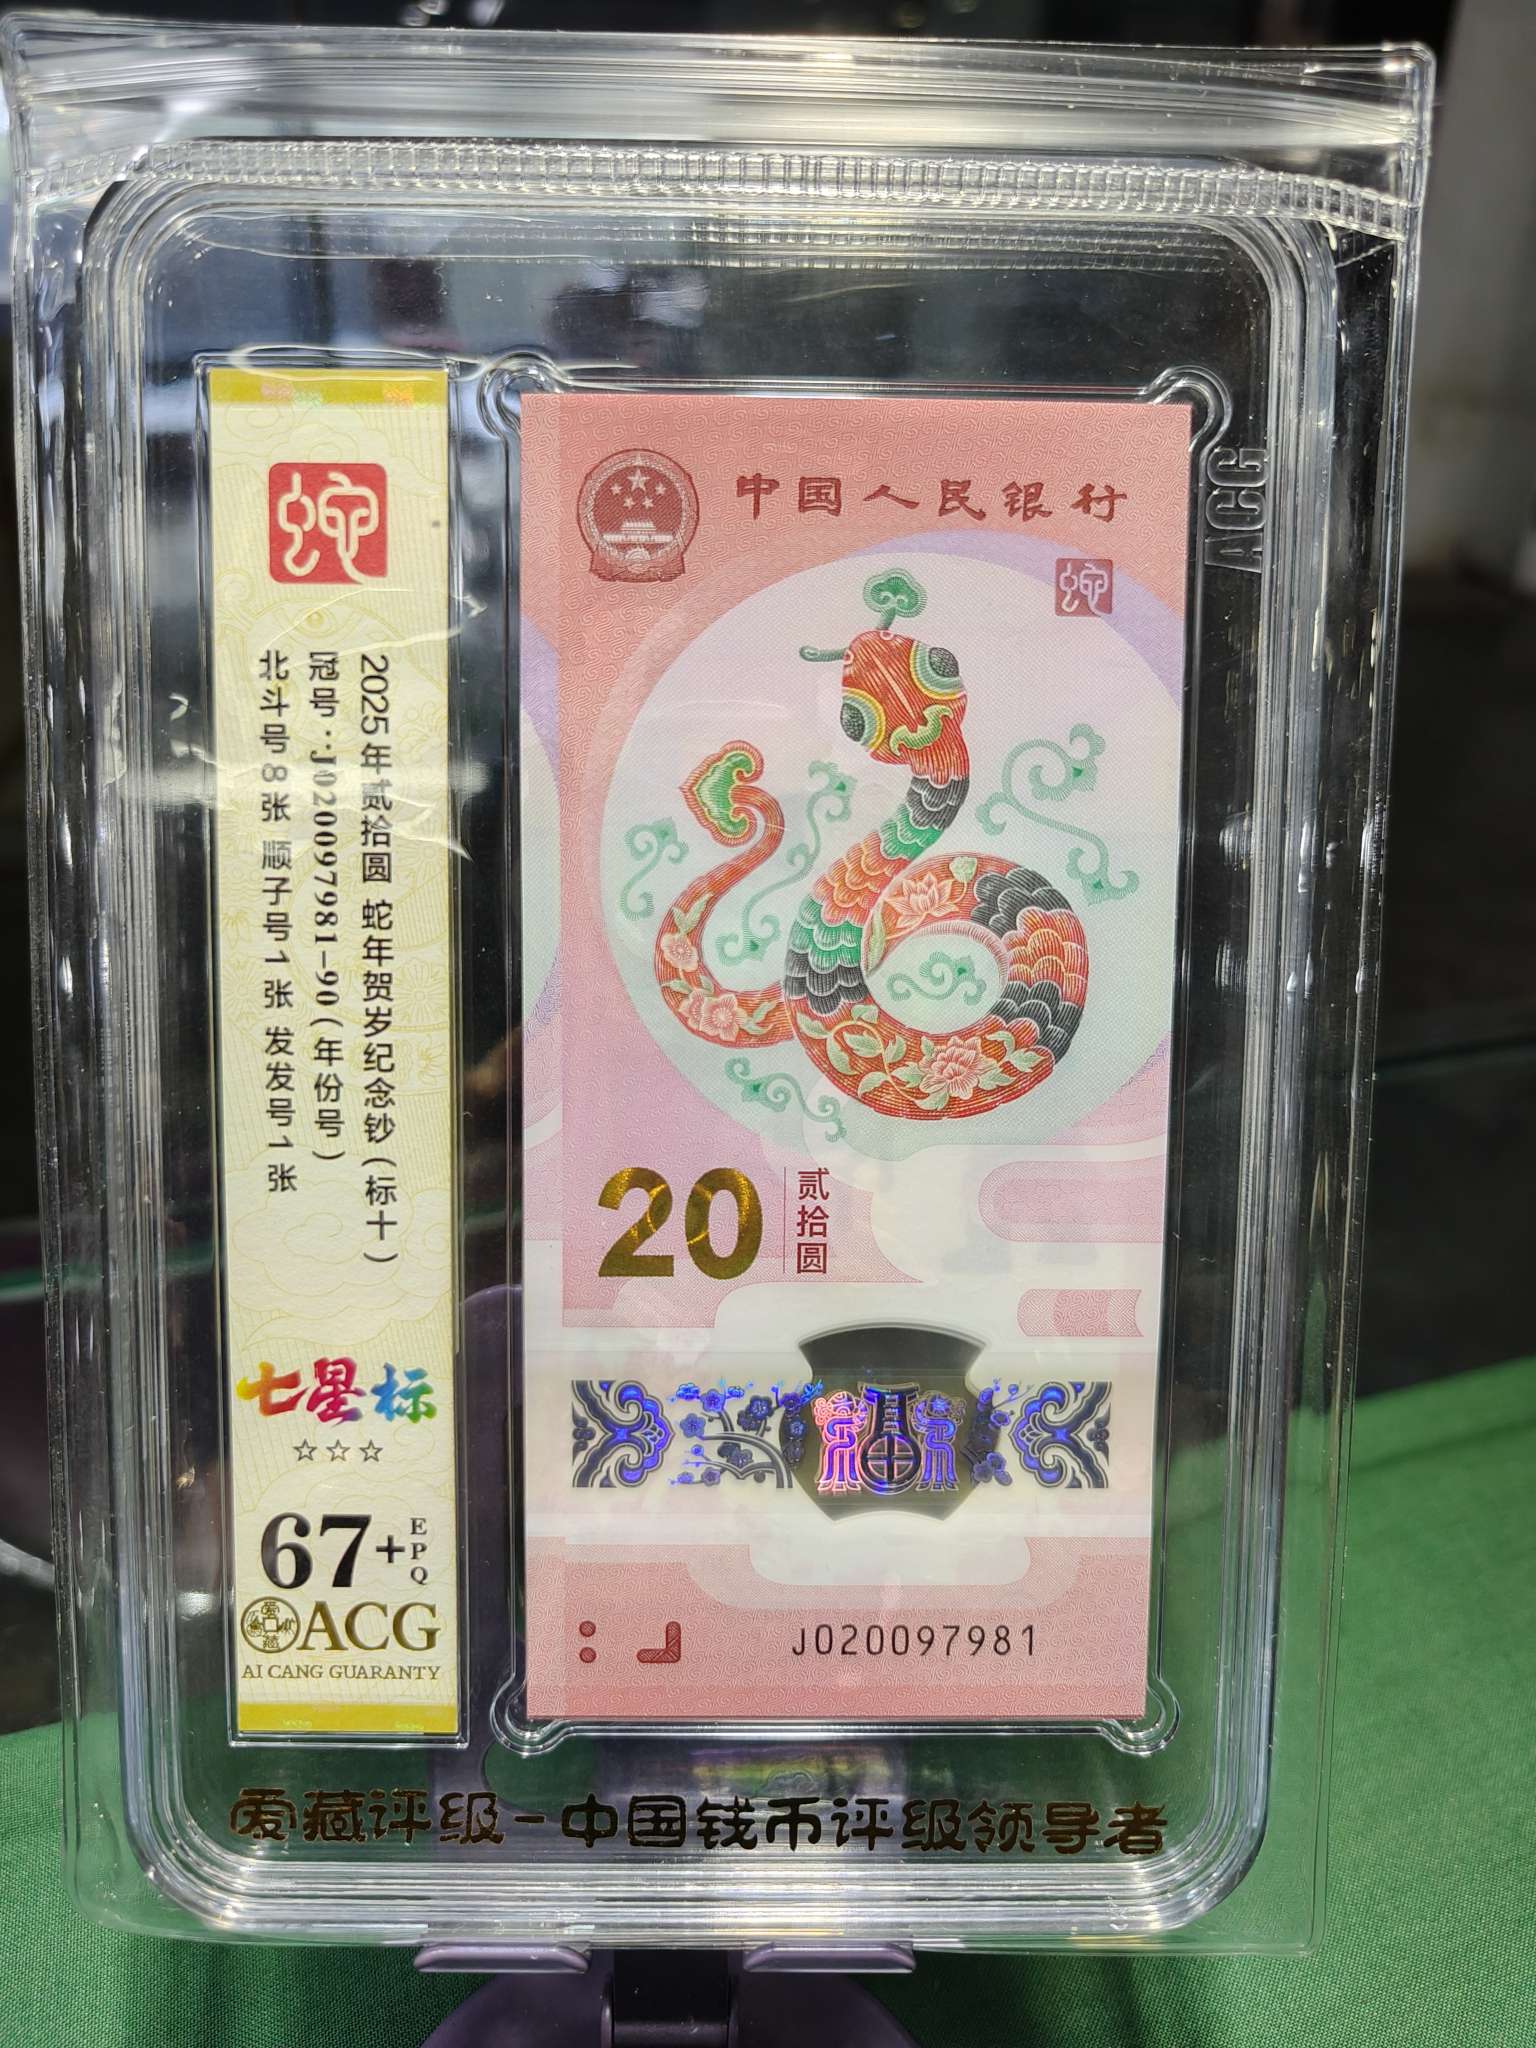 蛇
2025年贰拾圆 蛇年贺岁纪念钞（标十）
冠号：J020097981-90（年份号）
北斗号8张 顺子号1张 发发号1张
七星标
☆☆☆
67+ EPQ
ACG
AI CANG GUARANTY
中国人民银行
蛇
20 贰拾圆
J020097981
ACG
爱藏评级-中国钱币评级领导者